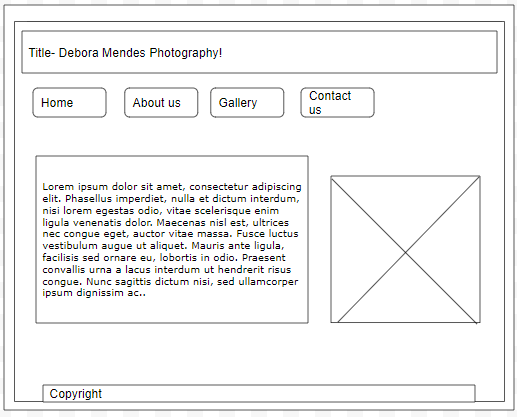 Title- Debora Mendes Photography!
Home
About us
Gallery
Contact
us
Lorem ipsum dolor sit amet, consectetur adipiscing
elit. Phasellus imperdiet, nulla et dictum interdum,
nisi lorem egestas odio, vitae scelerisque enim
ligula venenatis dolor. Maecenas nisl est, ultrices
nec congue eget, auctor vitae massa. Fusce luctus
vestibulum augue ut aliquet. Mauris ante ligula,
facilisis sed ornare eu, lobortis in odio. Praesent
convallis urna a lacus interdum ut hendrerit risus
congue. Nunc sagittis dictum nisi, sed ullamcorper
ipsum dignissim ac..
Copyright